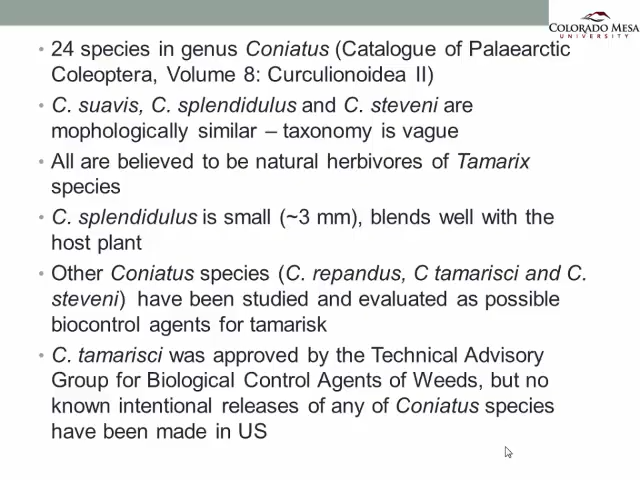 COLORADO MESA
UNIVERSITY
• 24 species in genus Coniatus (Catalogue of Palaearctic
Coleoptera, Volume 8: Curculionoidea II)
• C. suavis, C. splendidulus and C. steveni are
mophologically similar – taxonomy is vague
• All are believed to be natural herbivores of Tamarix
species
• C. splendidulus is small (~3 mm), blends well with the
host plant
• Other Coniatus species (C. repandus, C tamarisci and C.
steveni) have been studied and evaluated as possible
biocontrol agents for tamarisk
• C. tamarisci was approved by the Technical Advisory
Group for Biological Control Agents of Weeds, but no
known intentional releases of any of Coniatus species
have been made in US